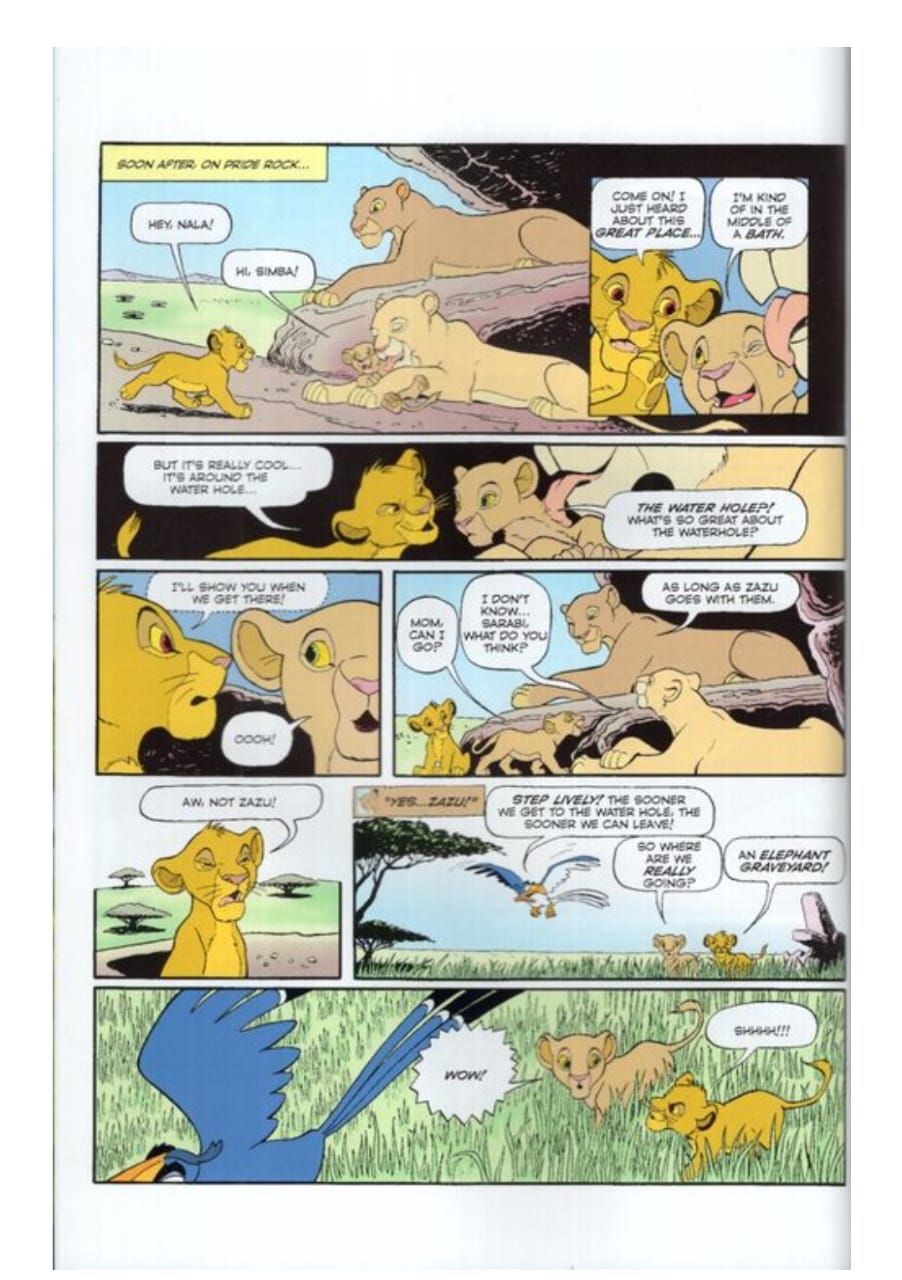 SOON AFTER, ON PRIDE ROCK...
HEY, NALA!
HI, SIMBA!
COME ON! I
JUST HEARD
ABOUT THIS
GREAT PLACE...
I'M KIND
OF IN THE
MIDDLE OF
A BATH.
BUT IT'S REALLY COOL...
IT'S AROUND THE
WATER HOLE...
THE WATER HOLE?!
WHAT'S SO GREAT ABOUT
THE WATERHOLE?
I'LL SHOW YOU WHEN
WE GET THERE!
OOOH!
MOM,
CAN I
GO?
I DON'T
KNOW...
SARABI,
WHAT DO YOU
THINK?
AS LONG AS ZAZU
GOES WITH THEM.
AW, NOT ZAZU!
"YES...ZAZU!"
STEP LIVELY! THE SOONER
WE GET TO THE WATER HOLE, THE
SOONER WE CAN LEAVE!
SO WHERE
ARE WE
REALLY
GOING?
AN ELEPHANT
GRAVEYARD!
WOW!
SHHHH!!!